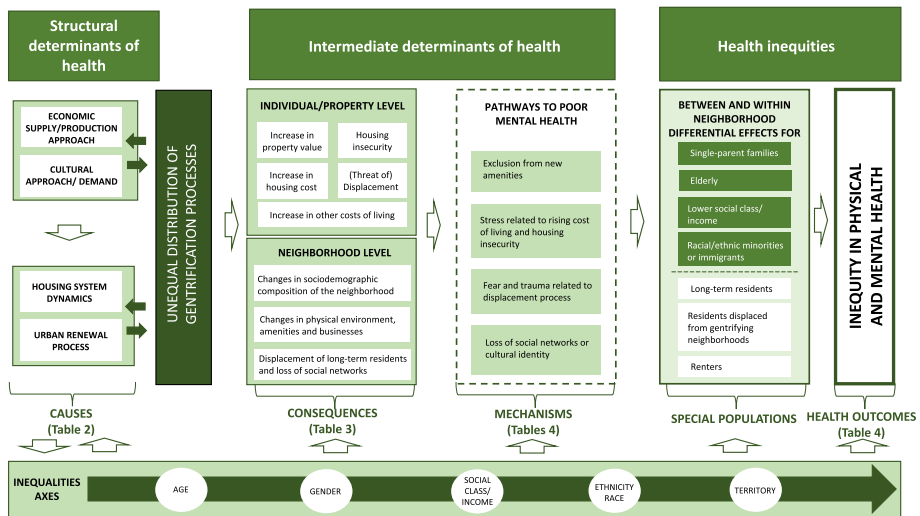 Structural
determinants of
health
Intermediate determinants of health
Health inequities
ECONOMIC
SUPPLY/PRODUCTION
APPROACH
CULTURAL
APPROACH/ DEMAND
HOUSING SYSTEM
DYNAMICS
URBAN RENEWAL
PROCESS
UNEQUAL DISTRIBUTION OF
GENTRIFICATION PROCESSES
INDIVIDUAL/PROPERTY LEVEL
Increase in
property value
Housing
insecurity
Increase in
housing cost
(Threat of)
Displacement
Increase in other costs of living
NEIGHBORHOOD LEVEL
Changes in sociodemographic
composition of the neighborhood
Changes in physical environment,
amenities and businesses
Displacement of long-term residents
and loss of social networks
PATHWAYS TO POOR
MENTAL HEALTH
Exclusion from new
amenities
Stress related to rising cost
of living and housing
insecurity
Fear and trauma related to
displacement process
Loss of social networks or
cultural identity
BETWEEN AND WITHIN
NEIGHBORHOOD
DIFFERENTIAL EFFECTS FOR
Single-parent families
Elderly
Lower social class/
income
Racial/ethnic minorities
or immigrants
Long-term residents
Residents displaced
from gentrifying
neighborhoods
Renters
INEQUITY IN PHYSICAL
AND MENTAL HEALTH
CAUSES
(Table 2)
CONSEQUENCES
(Table 3)
MECHANISMS
(Tables 4)
SPECIAL POPULATIONS
HEALTH OUTCOMES
(Table 4)
INEQUALITIES
AXES
AGE
GENDER
SOCIAL
CLASS/
INCOME
ETHNICITY
RACE
TERRITORY